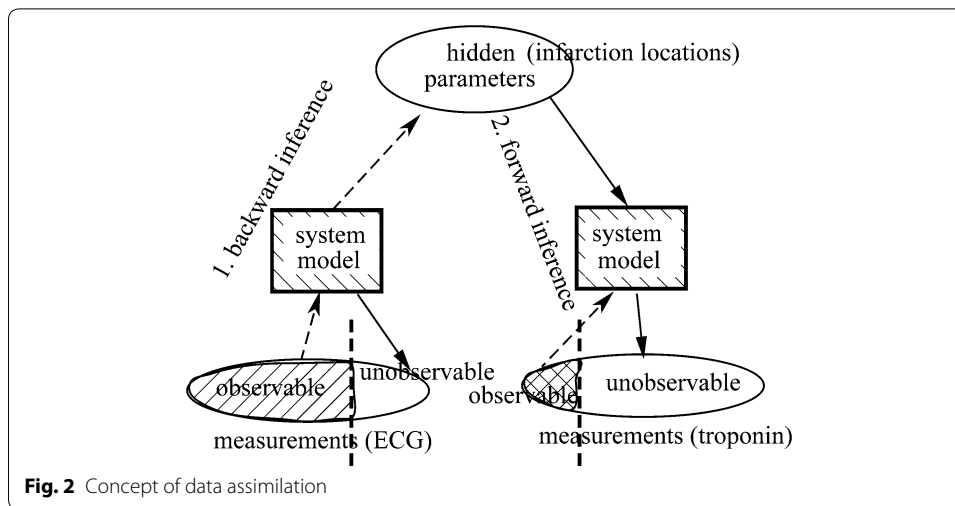 hidden (infarction locations)
parameters
1. backward inference
2. forward inference
system
model
system
model
observable
unobservable
measurements (ECG)
observable
unobservable
measurements (troponin)
Fig. 2 Concept of data assimilation